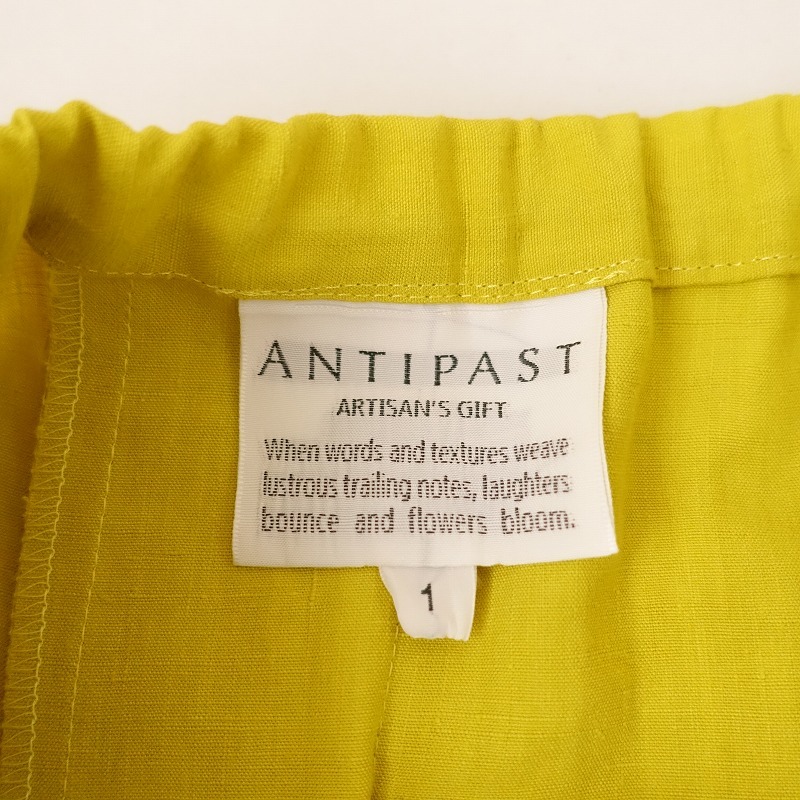 ANTIPAST
ARTISAN'S GIFT
When words and textures weave
lustrous trailing notes, laughters
bounce and flowers bloom.
1